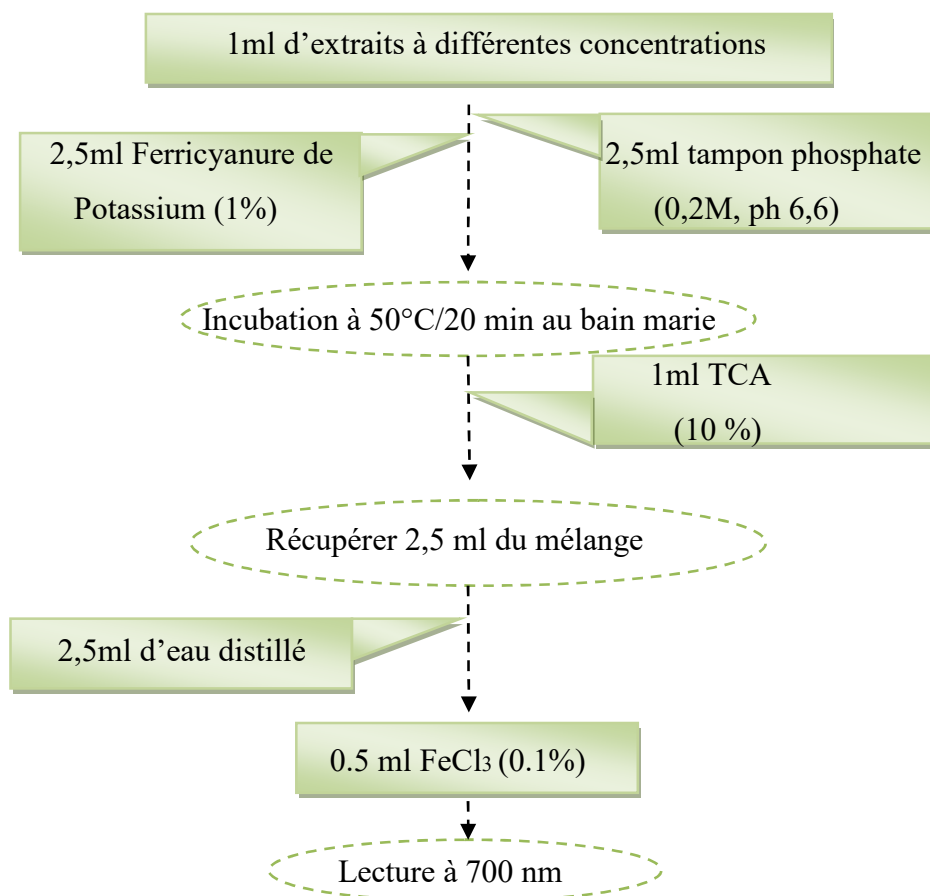 1ml d’extraits à différentes concentrations
2,5ml Ferricyanure de
Potassium (1%)
2,5ml tampon phosphate
(0,2M, ph 6,6)
Incubation à 50°C/20 min au bain marie
1ml TCA
(10 %)
Récupérer 2,5 ml du mélange
2,5ml d’eau distillé
0.5 ml FeCl₃ (0.1%)
Lecture à 700 nm